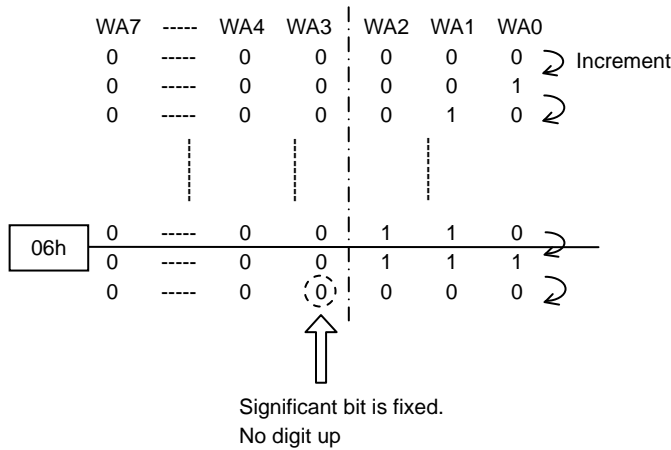 WA7 ----- WA4 WA3 WA2 WA1 WA0
0 ----- 0 0 0 0 0 Increment
0 ----- 0 0 0 0 1
0 ----- 0 0 0 1 0
06h
0 ----- 0 0 1 1 0
0 ----- 0 0 1 1 1
0 ----- 0 0 0 0 0
Significant bit is fixed.
No digit up